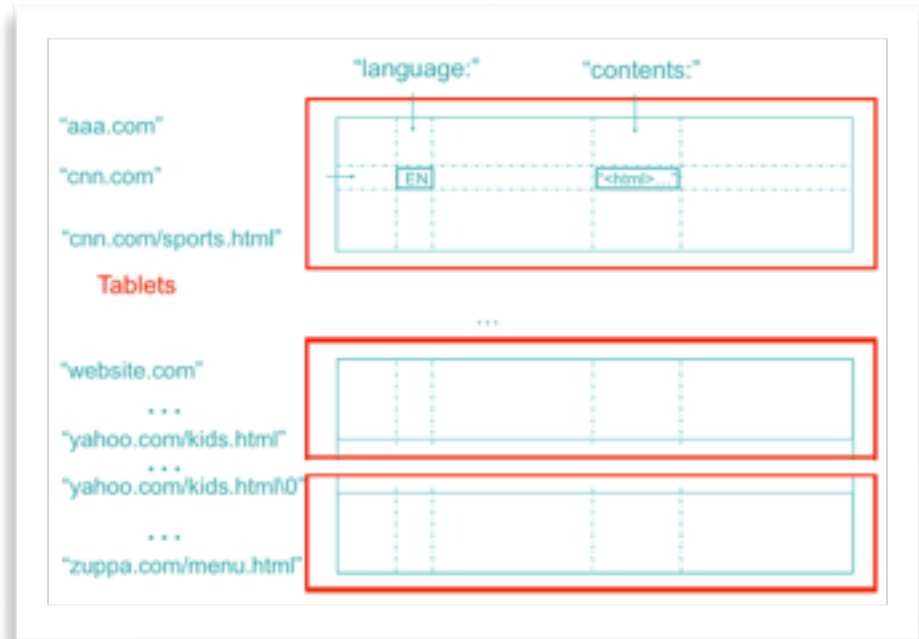 “language:” “contents:”
“aaa.com”
“cnn.com” EN “<html>…”
“cnn.com/sports.html”
Tablets
…
“website.com”
…
“yahoo.com/kids.html”
…
“yahoo.com/kids.html\0”
…
“zuppa.com/menu.html”